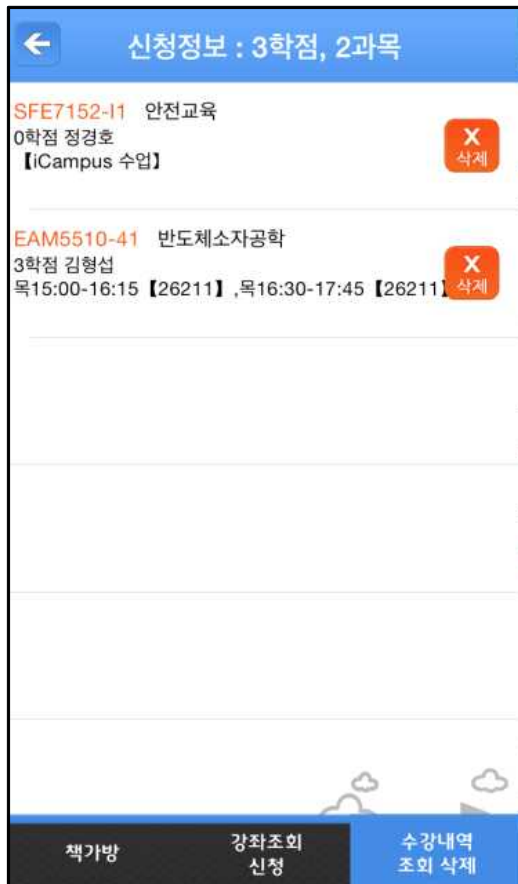 신청정보 : 3학점, 2과목
SFE7152-I1 안전교육
0학점 정경호
【iCampus 수업】
X
삭제
EAM5510-41 반도체소자공학
3학점 김형섭
목15:00-16:15【26211】,목16:30-17:45【26211】
X
삭제
책가방
강좌조회
신청
수강내역
조회 삭제